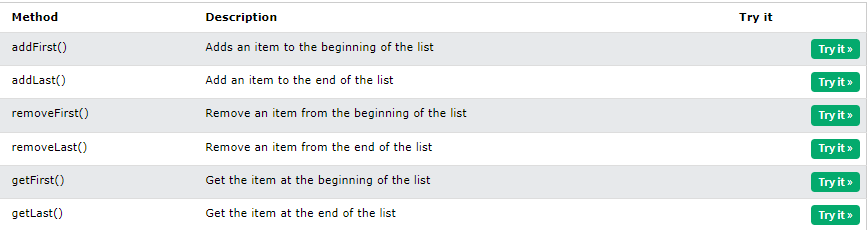 Method Description Try it
addFirst() Adds an item to the beginning of the list Try it »
addLast() Add an item to the end of the list Try it »
removeFirst() Remove an item from the beginning of the list Try it »
removeLast() Remove an item from the end of the list Try it »
getFirst() Get the item at the beginning of the list Try it »
getLast() Get the item at the end of the list Try it »